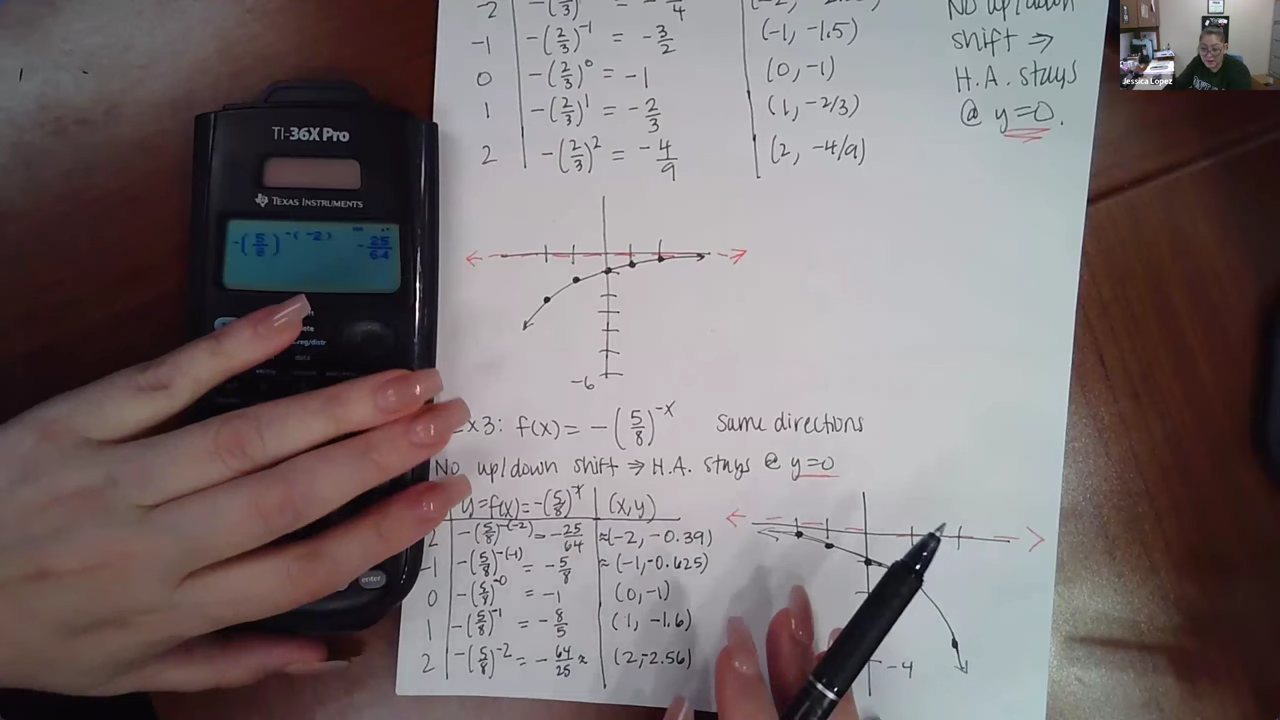 -2 -(2/3) = - /4
-1 -(2/3)^-1 = -3/2 (-1, -1.5)
0 -(2/3)^0 = -1 (0, -1)
1 -(2/3)^1 = -2/3 (1, -2/3)
2 -(2/3)^2 = -4/9 (2, -4/9)
No up/down
shift ⇒
H.A. stays
@ y=0.
Jessica Lopez
TI-36X Pro
TEXAS INSTRUMENTS
-(5/8)^-(-2) -25/64
data
enter
-6
x3: f(x) = -(5/8)^-x Same directions
No up/down shift ⇒ H.A. stays @ y=0
y=f(x)=-(5/8)^-x (x,y)
2 -(5/8)^-(-2) = -25/64 ≈(-2, -0.39)
-1 -(5/8)^-(-1) = -5/8 ≈(-1, -0.625)
0 -(5/8)^-0 = -1 (0, -1)
1 -(5/8)^-1 = -8/5 (1, -1.6)
2 -(5/8)^-2 = -64/25 ≈ (2, -2.56)
-4